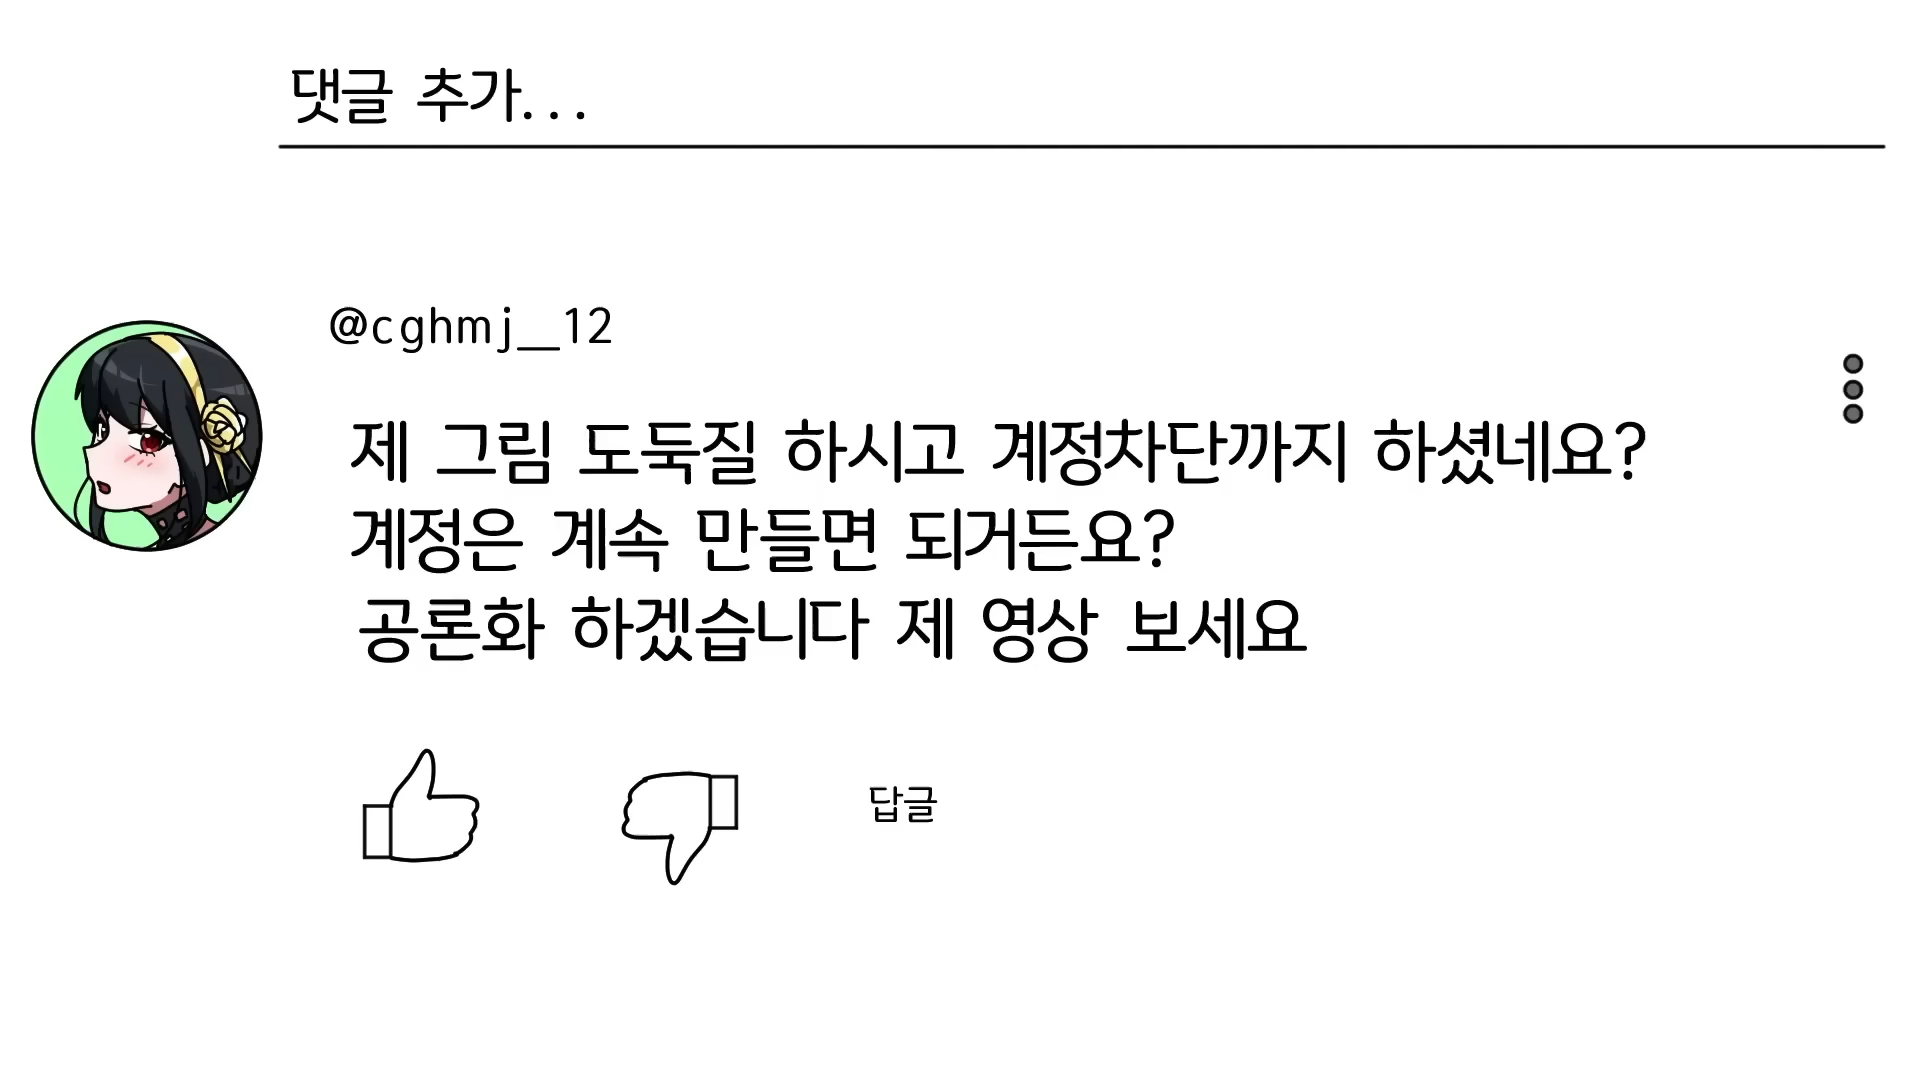 댓글 추가...
@cghmj__12
제 그림 도둑질 하시고 계정차단까지 하셨네요?
계정은 계속 만들면 되거든요?
공론화 하겠습니다 제 영상 보세요
답글